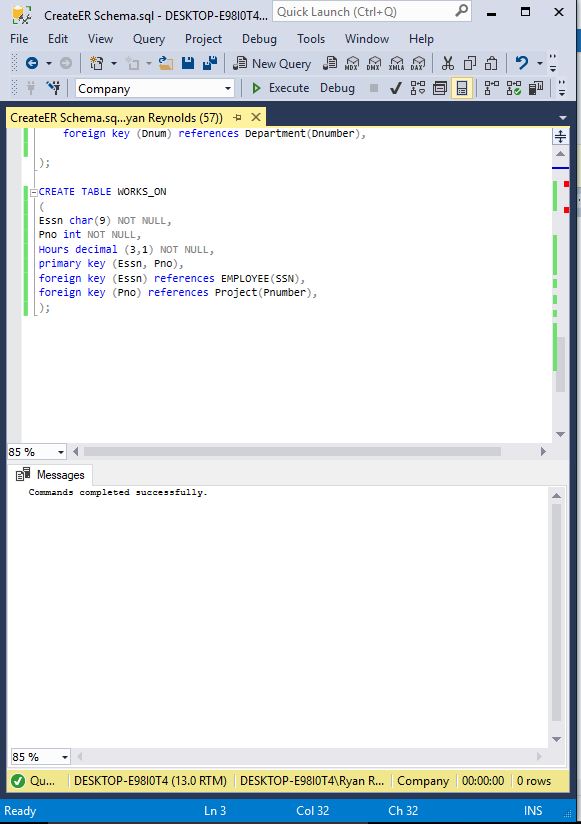 CreateER Schema.sql - DESKTOP-E98I0T4...
Quick Launch (Ctrl+Q)
File Edit View Query Project Debug
Tools Window Help
New Query MDX DMX XMLA DAX
Company Execute Debug
CreateER Schema.sq...yan Reynolds (57))
foreign key (Dnum) references Department(Dnumber),
);
CREATE TABLE WORKS_ON
(
Essn char(9) NOT NULL,
Pno int NOT NULL,
Hours decimal (3,1) NOT NULL,
primary key (Essn, Pno),
foreign key (Essn) references EMPLOYEE(SSN),
foreign key (Pno) references Project(Pnumber),
);
85 %
Messages
Commands completed successfully.
85 %
Qu... DESKTOP-E98I0T4 (13.0 RTM) DESKTOP-E98I0T4\Ryan R... Company 00:00:00 0 rows
Ready Ln 3 Col 32 Ch 32 INS